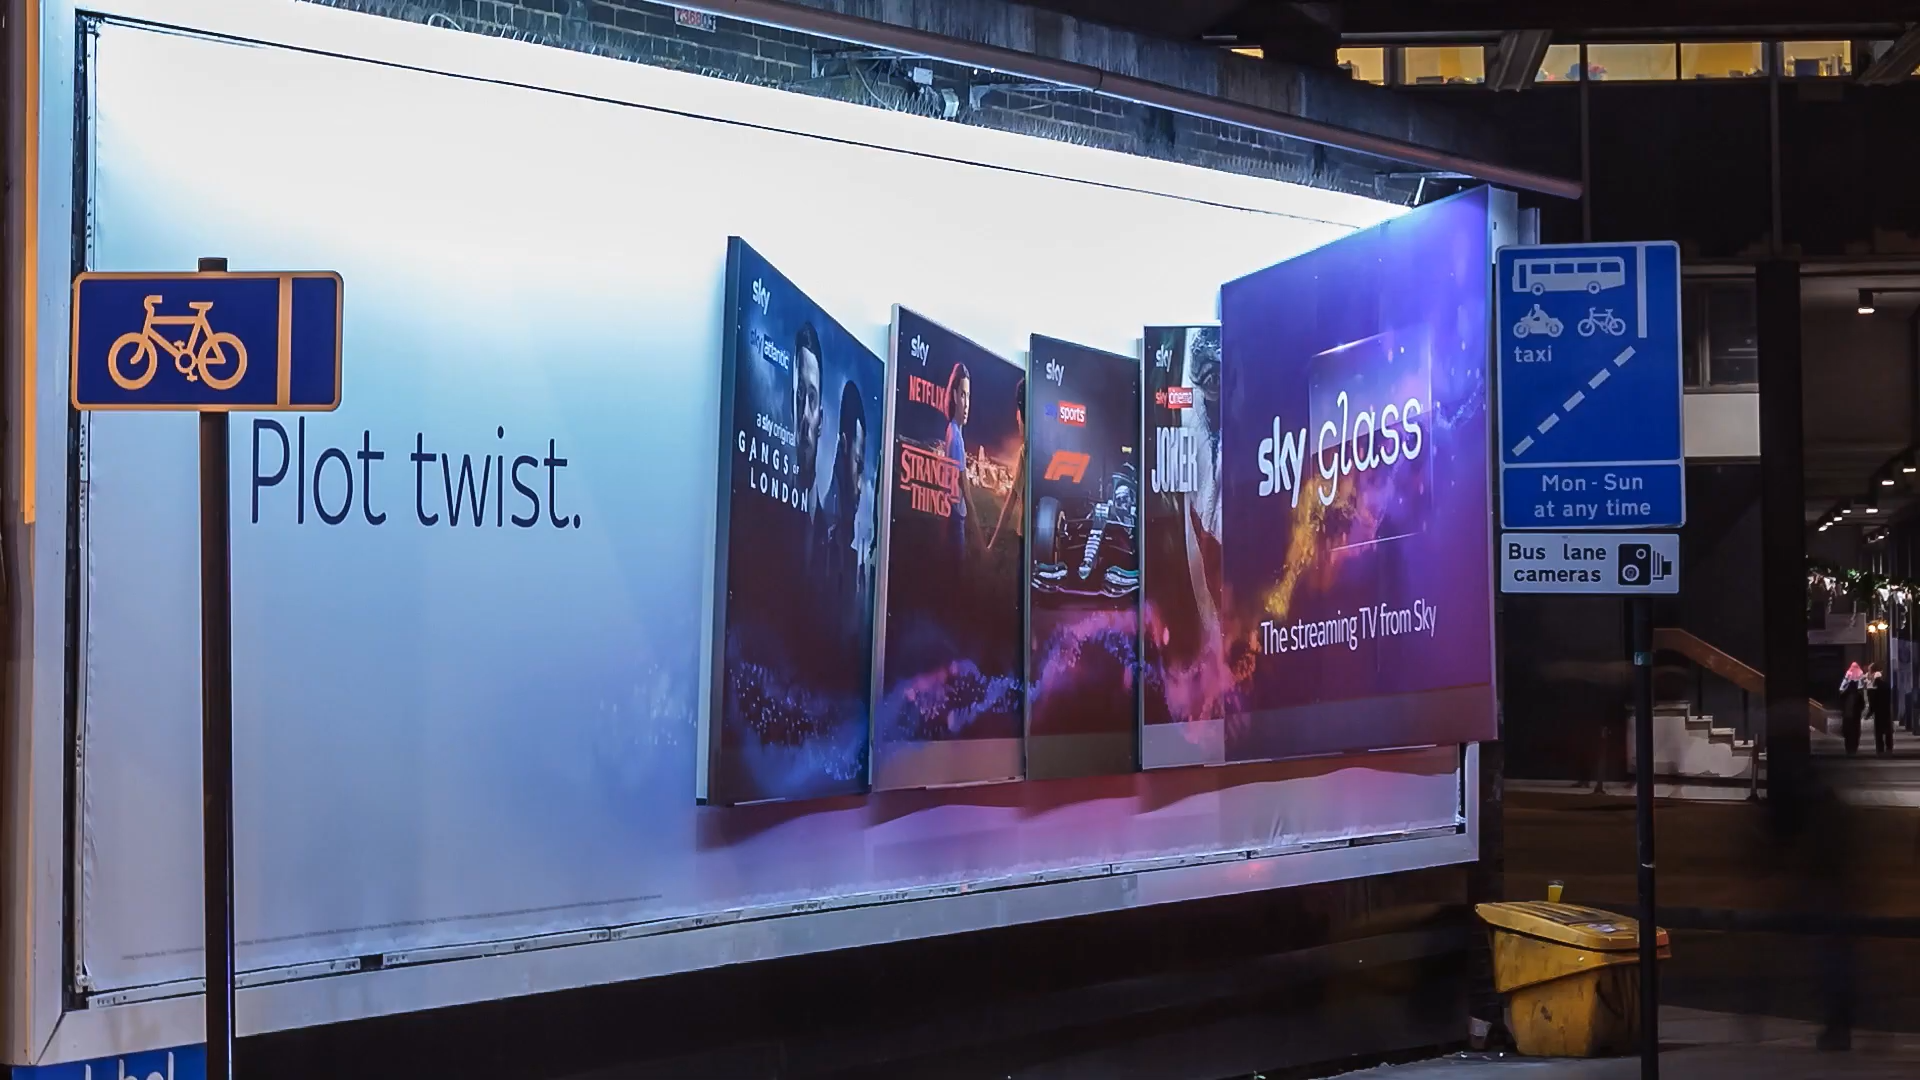 Plot twist.
sky
sky atlantic
a sky original
GANGS OF
LONDON
sky
NETFLIX
STRANGER
THINGS
sky
sky sports
F1
sky
sky cinema
JOKER
sky glass
The streaming TV from Sky
taxi
Mon - Sun
at any time
Bus lane
cameras